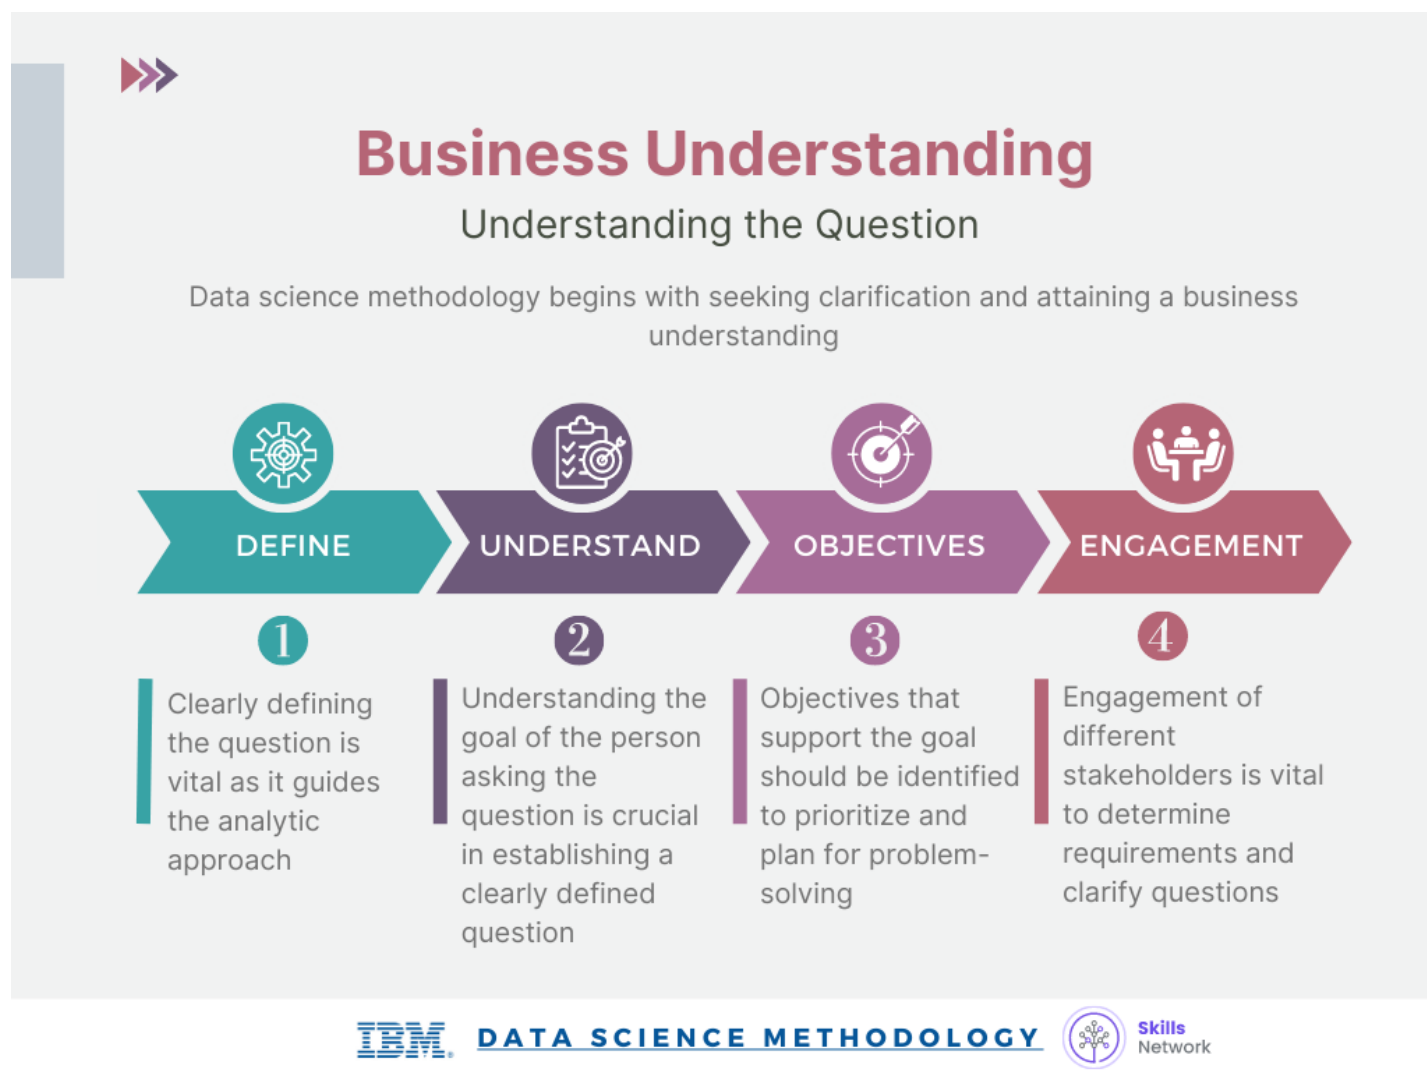 Business Understanding
Understanding the Question
Data science methodology begins with seeking clarification and attaining a business
understanding
DEFINE
UNDERSTAND
OBJECTIVES
ENGAGEMENT
1
Clearly defining
the question is
vital as it guides
the analytic
approach
2
Understanding the
goal of the person
asking the
question is crucial
in establishing a
clearly defined
question
3
Objectives that
support the goal
should be identified
to prioritize and
plan for problem-
solving
4
Engagement of
different
stakeholders is vital
to determine
requirements and
clarify questions
IBM®
DATA SCIENCE METHODOLOGY
Skills
Network